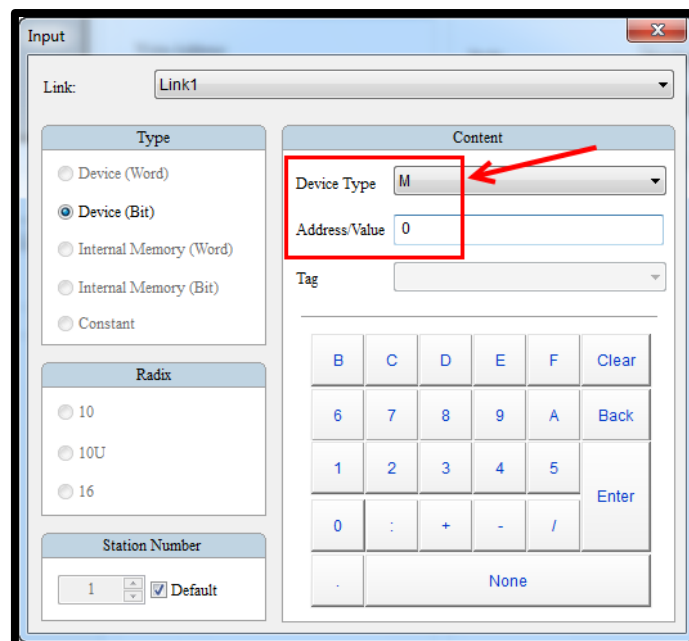 Input
Link: Link1
Type
Device (Word)
Device (Bit)
Internal Memory (Word)
Internal Memory (Bit)
Constant
Radix
10
10U
16
Station Number
1 Default
Content
Device Type M
Address/Value 0
Tag
B C D E F Clear
6 7 8 9 A Back
1 2 3 4 5 Enter
0 : + - /
. None